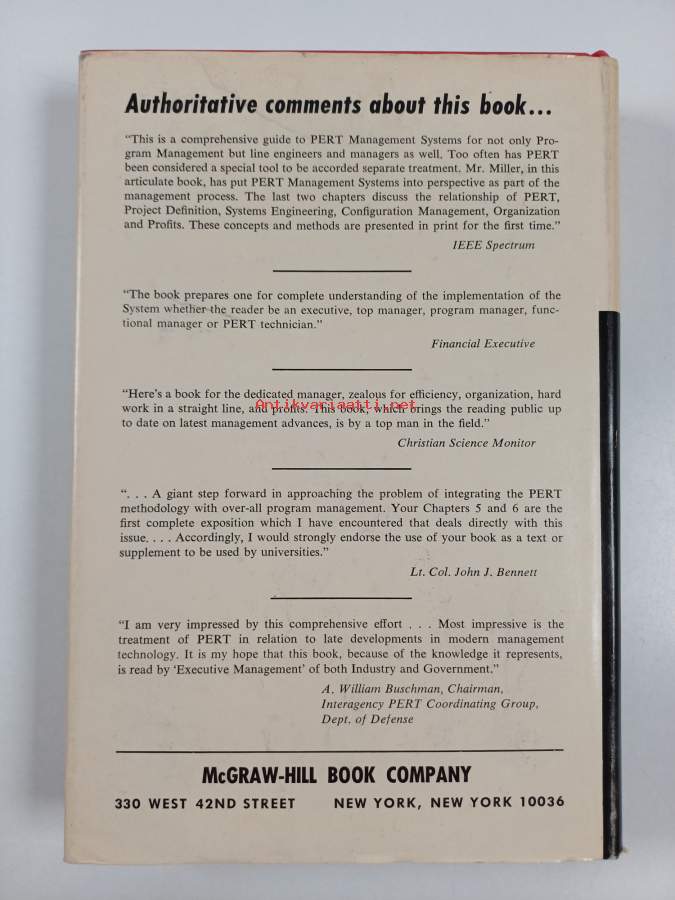 Authoritative comments about this book...
“This is a comprehensive guide to PERT Management Systems for not only Pro-
gram Management but line engineers and managers as well. Too often has PERT
been considered a special tool to be accorded separate treatment. Mr. Miller, in this
articulate book, has put PERT Management Systems into perspective as part of the
management process. The last two chapters discuss the relationship of PERT,
Project Definition, Systems Engineering, Configuration Management, Organization
and Profits. These concepts and methods are presented in print for the first time.”
IEEE Spectrum
“The book prepares one for complete understanding of the implementation of the
System whether the reader be an executive, top manager, program manager, func-
tional manager or PERT technician.”
Financial Executive
“Here's a book for the dedicated manager, zealous for efficiency, organization, hard
work in a straight line, and profits. This book, which brings the reading public up
Antikvariaatti.net
to date on latest management advances, is by a top man in the field.”
Christian Science Monitor
“. . . A giant step forward in approaching the problem of integrating the PERT
methodology with over-all program management. Your Chapters 5 and 6 are the
first complete exposition which I have encountered that deals directly with this
issue. . . . Accordingly, I would strongly endorse the use of your book as a text or
supplement to be used by universities.”
Lt. Col. John J. Bennett
“I am very impressed by this comprehensive effort . . . Most impressive is the
treatment of PERT in relation to late developments in modern management
technology. It is my hope that this book, because of the knowledge it represents,
is read by ‘Executive Management’ of both Industry and Government.”
A. William Buschman, Chairman,
Interagency PERT Coordinating Group,
Dept. of Defense
McGRAW-HILL BOOK COMPANY
330 WEST 42ND STREET NEW YORK, NEW YORK 10036